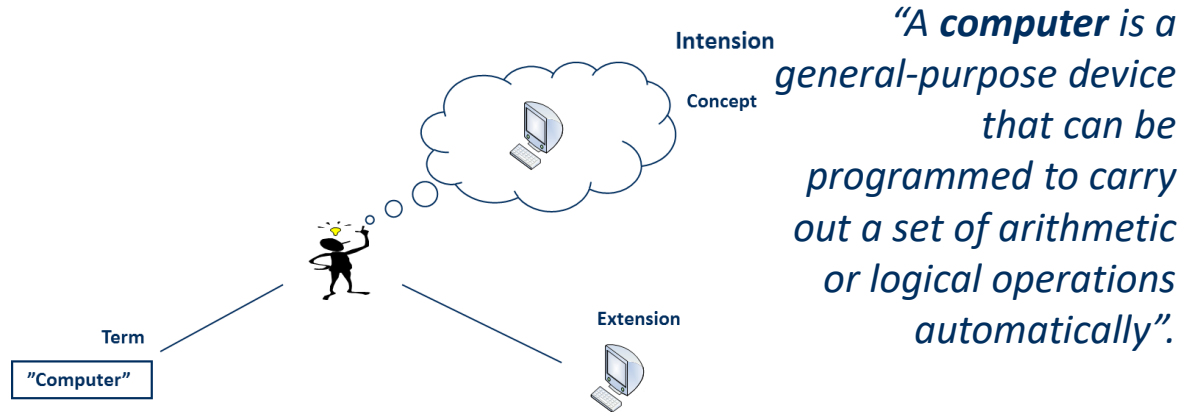 Intension
Concept
Term
”Computer”
Extension
“A computer is a
general-purpose device
that can be
programmed to carry
out a set of arithmetic
or logical operations
automatically”.